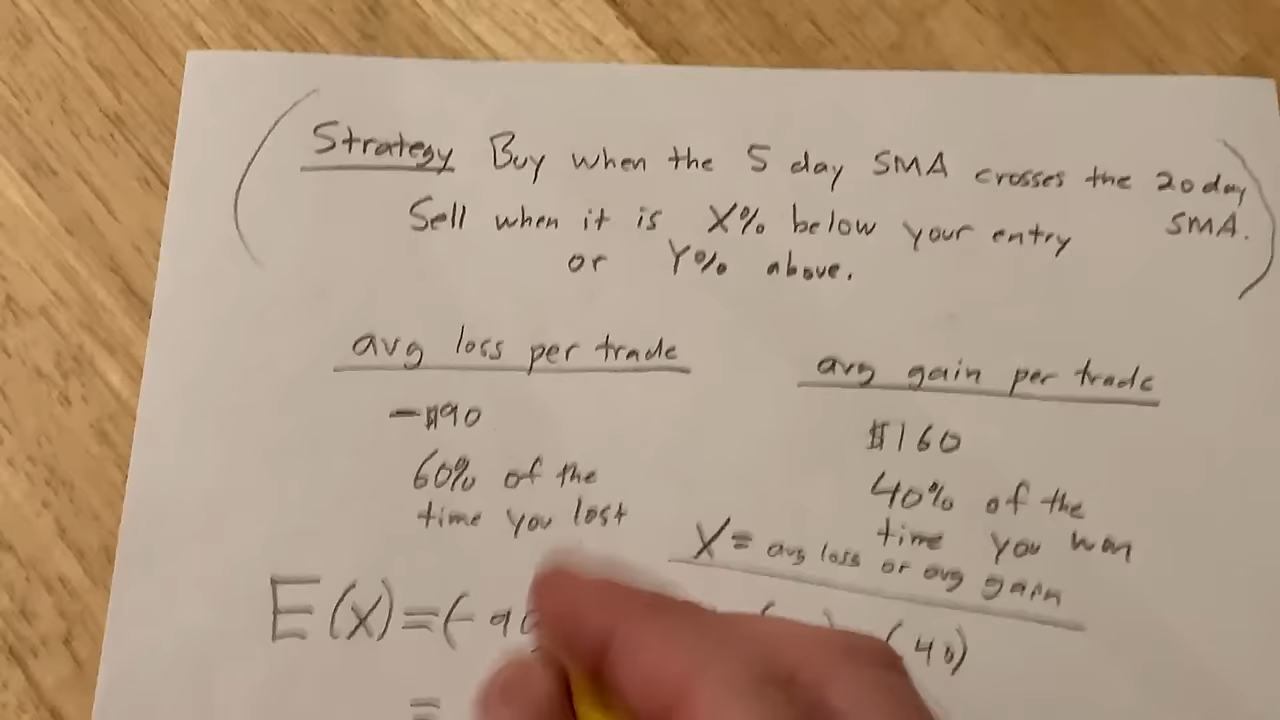 Strategy Buy when the 5 day SMA crosses the 20 day SMA.
Sell when it is X% below your entry
or Y% above.
avg loss per trade
-$90
60% of the
time you lost
avg gain per trade
$160
40% of the
time you won
X = avg loss or avg gain
E(X) = (-90 (40)
=